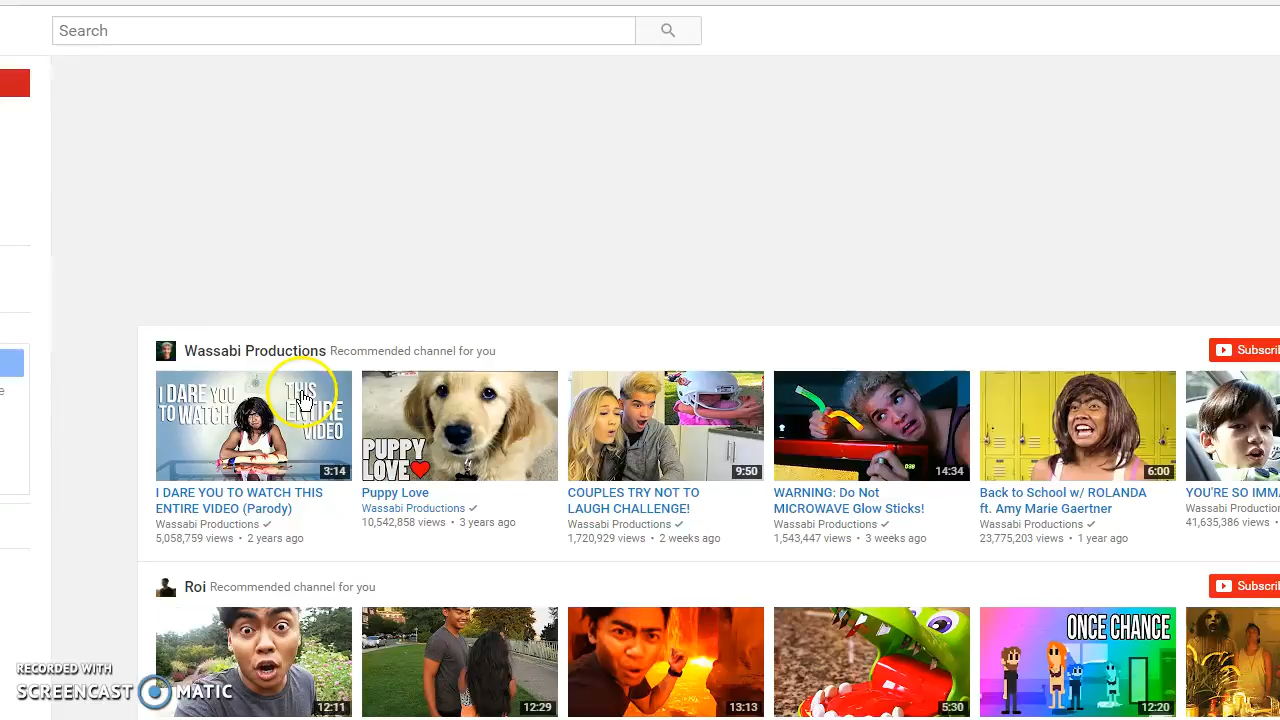 Search
Wassabi Productions Recommended channel for you
Subscri
I DARE YOU
TO WATCH
THIS
ENTIRE
VIDEO
3:14
PUPPY
LOVE
9:50
14:34
6:00
I DARE YOU TO WATCH THIS
ENTIRE VIDEO (Parody)
Wassabi Productions
5,058,759 views • 2 years ago
Puppy Love
Wassabi Productions
10,542,858 views • 3 years ago
COUPLES TRY NOT TO
LAUGH CHALLENGE!
Wassabi Productions
1,720,929 views • 2 weeks ago
WARNING: Do Not
MICROWAVE Glow Sticks!
Wassabi Productions
1,543,447 views • 3 weeks ago
Back to School w/ ROLANDA
ft. Amy Marie Gaertner
Wassabi Productions
23,775,203 views • 1 year ago
YOU'RE SO IMMA
Wassabi Productio
41,635,386 views
Roi Recommended channel for you
Subscri
12:11
12:29
13:13
5:30
ONCE CHANCE
12:20
RECORDED WITH
SCREENCAST MATIC